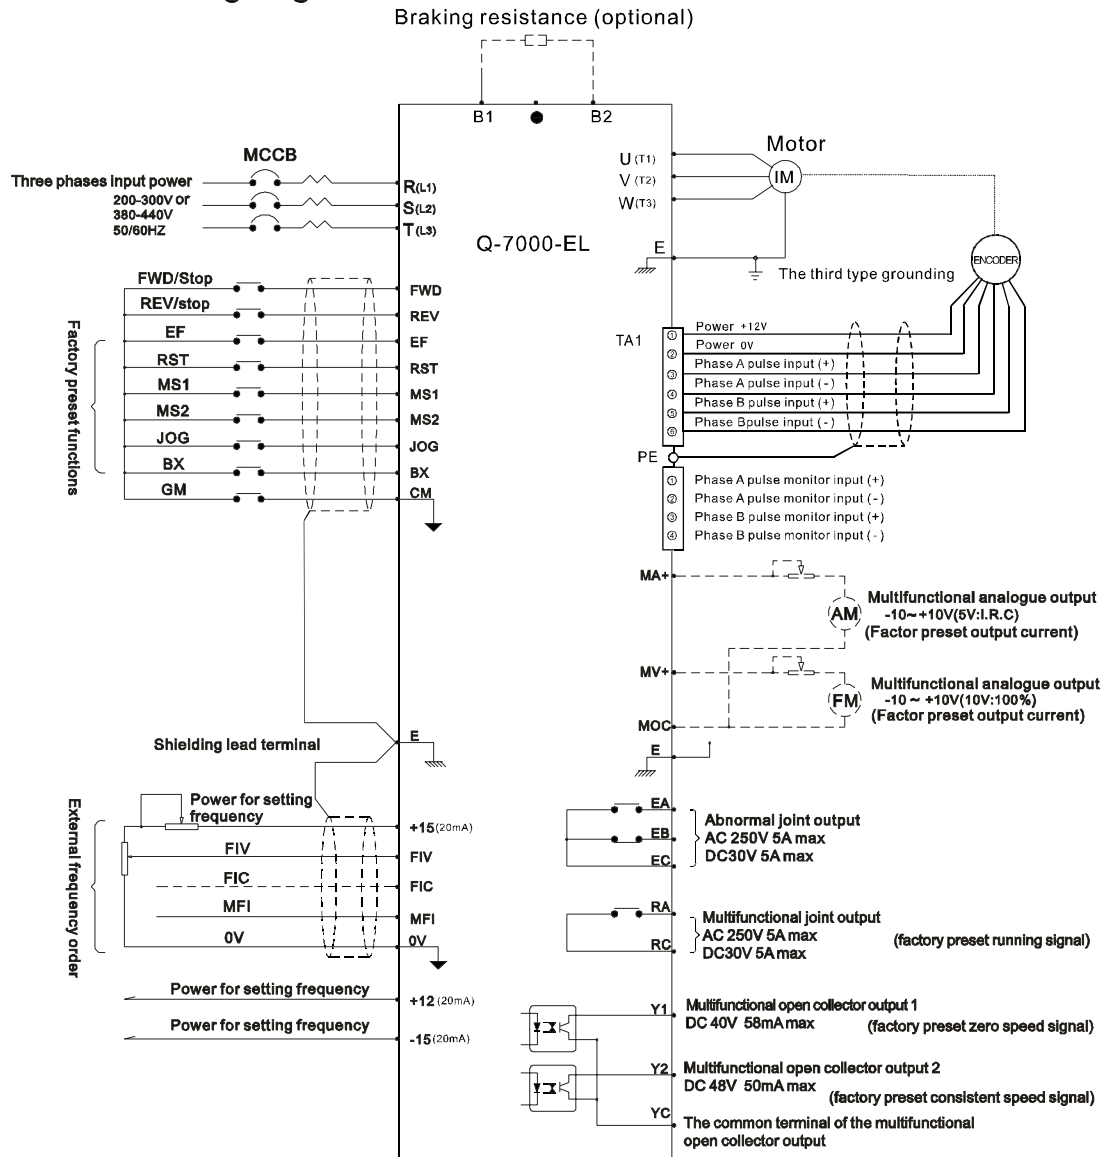 Braking resistance (optional)
B1
B2
MCCB
Three phases input power
200-300V or
380-440V
50/60HZ
R(L1)
S(L2)
T(L3)
Q-7000-EL
U (T1)
V (T2)
W(T3)
E
Motor
IM
ENCODER
The third type grounding
Factory preset functions
FWD/Stop
FWD
REV/stop
REV
EF
EF
RST
RST
MS1
MS1
MS2
MS2
JOG
JOG
BX
BX
GM
CM
TA1
1 Power +12V
2 Power 0V
3 Phase A pulse input (+)
4 Phase A pulse input (-)
5 Phase B pulse input (+)
6 Phase Bpulse input (-)
PE
1 Phase A pulse monitor input (+)
2 Phase A pulse monitor input (-)
3 Phase B pulse monitor input (+)
4 Phase B pulse monitor input (-)
MA+
AM
Multifunctional analogue output
-10~+10V(5V:I.R.C)
(Factor preset output current)
MV+
FM
Multifunctional analogue output
-10 ~ +10V(10V:100%)
(Factor preset output current)
MOC
E
Shielding lead terminal
E
External frequency order
Power for setting
frequency
+15(20mA)
FIV
FIV
FIC
FIC
MFI
MFI
0V
0V
Power for setting frequency
+12(20mA)
Power for setting frequency
-15(20mA)
EA
EB
EC
Abnormal joint output
AC 250V 5A max
DC30V 5A max
RA
RC
Multifunctional joint output
AC 250V 5A max
DC30V 5A max
(factory preset running signal)
Y1
Multifunctional open collector output 1
DC 40V 58mA max
(factory preset zero speed signal)
Y2
Multifunctional open collector output 2
DC 48V 50mA max
(factory preset consistent speed signal)
YC
The common terminal of the multifunctional
open collector output